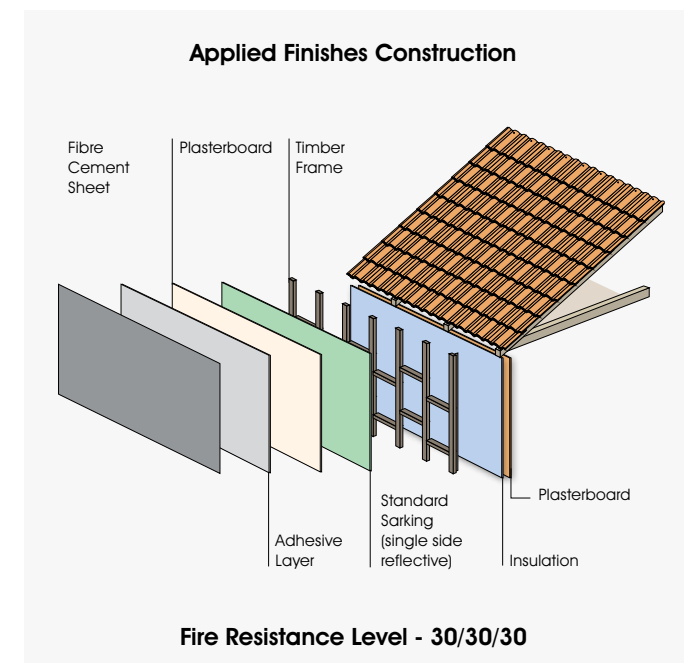 Applied Finishes Construction
Fibre
Cement
Sheet
Plasterboard
Timber
Frame
Plasterboard
Adhesive
Layer
Standard
Sarking
(single side
reflective)
Insulation
Fire Resistance Level - 30/30/30